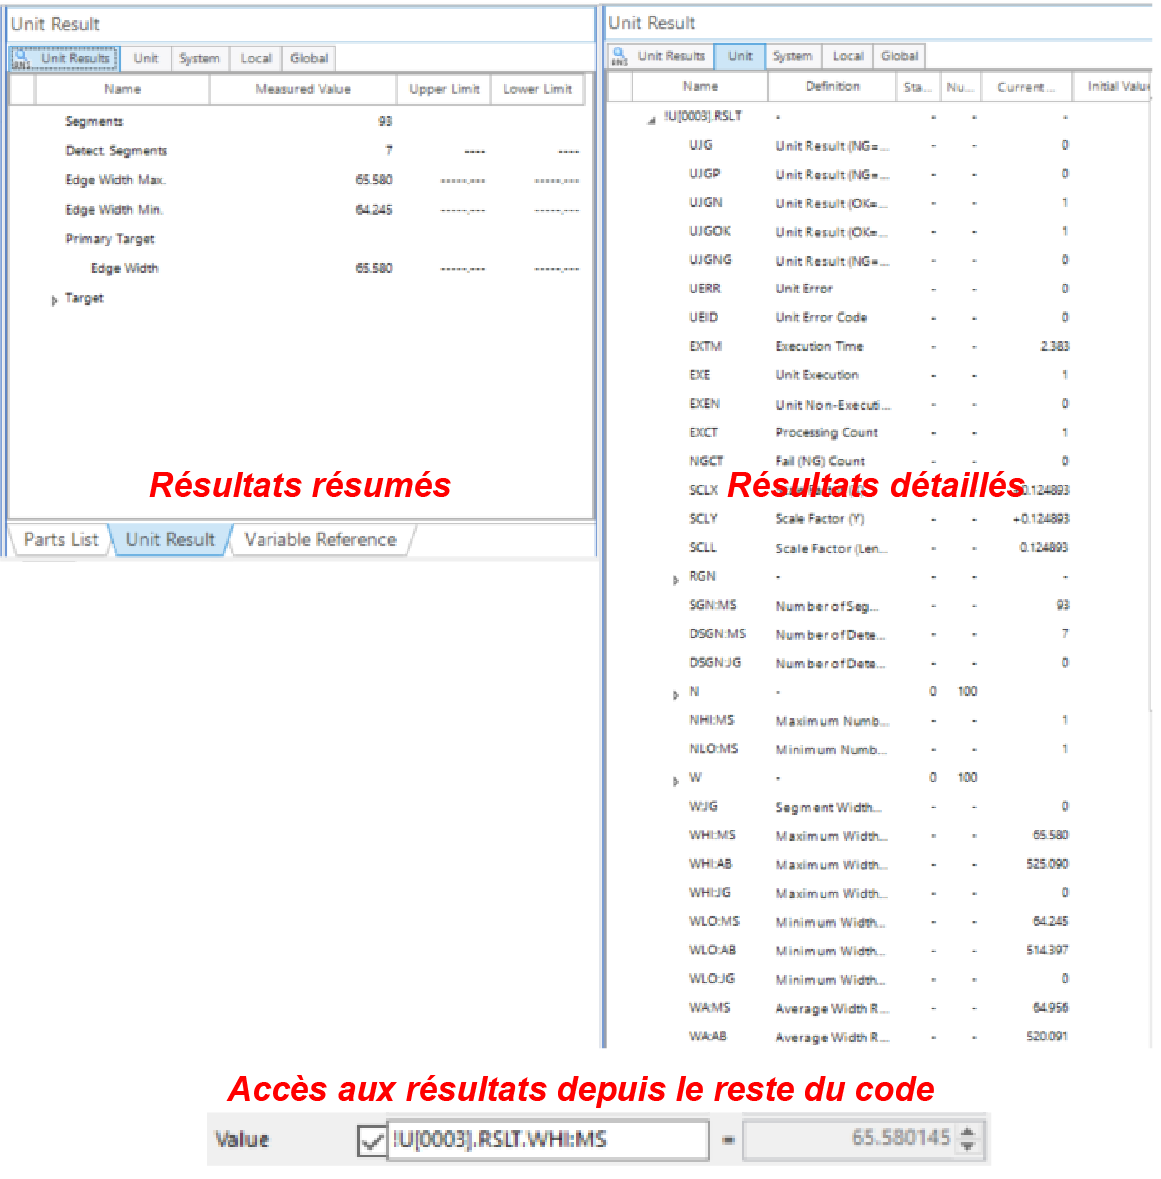 Unit Result
Unit Results Unit System Local Global
Name Measured Value Upper Limit Lower Limit
Segments 93
Detect. Segments 7 ---- ----
Edge Width Max. 65.580 -----.--- -----.---
Edge Width Min. 64.245 -----.--- -----.---
Primary Target
Edge Width 65.580 -----.--- -----.---
Target
Résultats résumés
Parts List Unit Result Variable Reference
Unit Result
Unit Results Unit System Local Global
Name Definition Sta... Nu... Current... Initial Value
!U[0003].RSLT - - - -
UJG Unit Result (NG=... - - 0
UJGP Unit Result (NG=... - - 0
UJGN Unit Result (OK=... - - 1
UJGOK Unit Result (OK=... - - 1
UJGNG Unit Result (NG=... - - 0
UERR Unit Error - - 0
UEID Unit Error Code - - 0
EXTM Execution Time - - 2.383
EXE Unit Execution - - 1
EXEN Unit Non-Executi... - - 0
EXCT Processing Count - - 1
NGCT Fail (NG) Count - - 0
SCLX +0.124893
Résultats détaillés
SCLY Scale Factor (Y) - - +0.124893
SCLL Scale Factor (Len... - - 0.124893
RGN - - - -
SGN:MS Number of Seg... - - 93
DSGN:MS Number of Dete... - - 7
DSGN:JG Number of Dete... - - 0
N - 0 100
NHI:MS Maximum Numb... - - 1
NLO:MS Minimum Numb... - - 1
W - 0 100
W:JG Segment Width... - - 0
WHI:MS Maximum Width... - - 65.580
WHI:AB Maximum Width... - - 525.090
WHI:JG Maximum Width... - - 0
WLO:MS Minimum Width... - - 64.245
WLO:AB Minimum Width... - - 514.397
WLO:JG Minimum Width... - - 0
WA:MS Average Width R... - - 64.956
WA:AB Average Width R... - - 520.091
Accès aux résultats depuis le reste du code
Value !U[0003].RSLT.WHI:MS = 65.580145